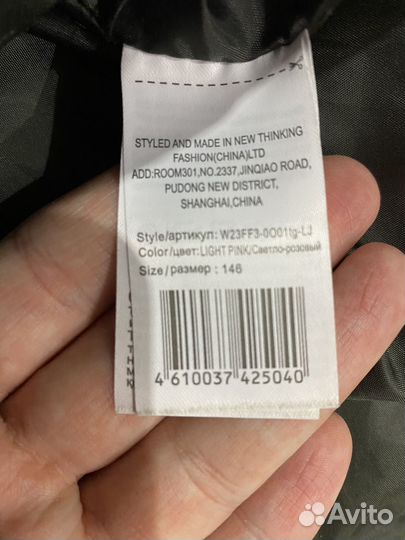 STYLED AND MADE IN NEW THINKING
FASHION(CHINA)LTD
ADD:ROOM301,NO.2337,JINQIAO ROAD,
PUDONG NEW DISTRICT,
SHANGHAI,CHINA
Style/артикул: W23FF3-0O01tg-LJ
Color/цвет: LIGHT PINK/Светло-розовый
Size/размер : 146
4 610037 425040
Avito